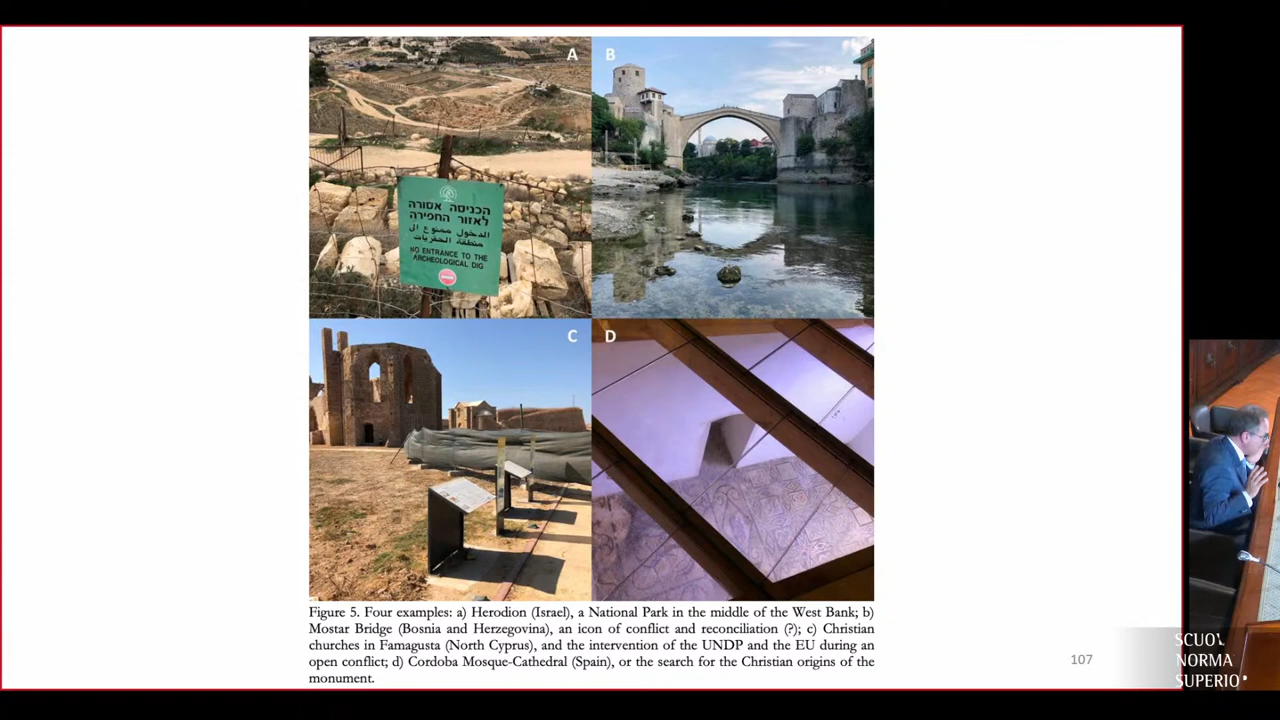 A
B
הכניסה אסורה
לאזור החפירה
الدخول ممنوع الى
منطقة الحفريات
NO ENTRANCE TO THE
ARCHEOLOGICAL DIG
C
D
Figure 5. Four examples: a) Herodion (Israel), a National Park in the middle of the West Bank; b)
Mostar Bridge (Bosnia and Herzegovina), an icon of conflict and reconciliation (?); c) Christian
churches in Famagusta (North Cyprus), and the intervention of the UNDP and the EU during an
open conflict; d) Cordoba Mosque-Cathedral (Spain), or the search for the Christian origins of the
monument.
107
SCUO
NORMA
SUPERIO